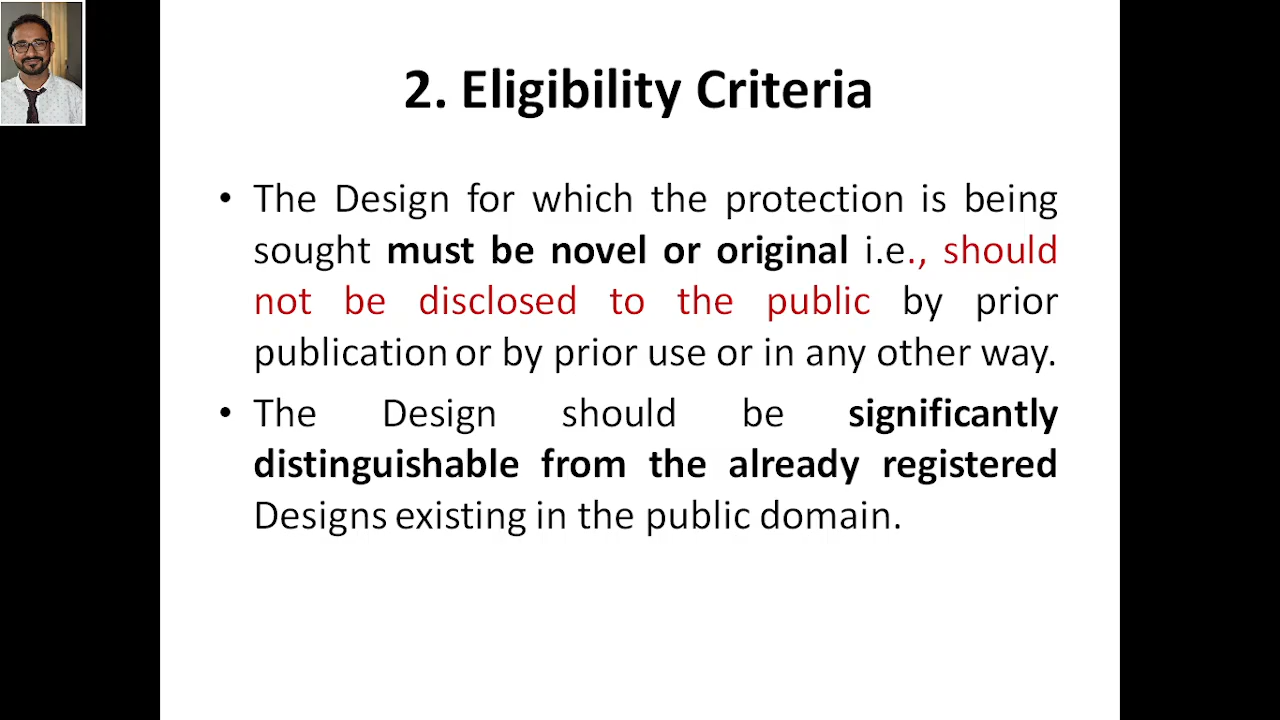 2. Eligibility Criteria
• The Design for which the protection is being
sought must be novel or original i.e., should
not be disclosed to the public by prior
publication or by prior use or in any other way.
• The Design should be significantly
distinguishable from the already registered
Designs existing in the public domain.